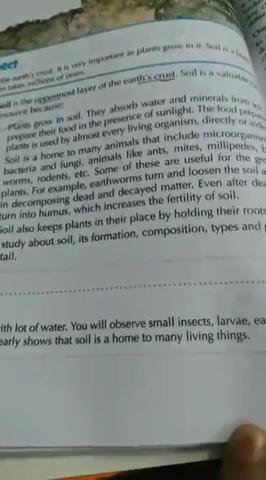 ect
the earth's crust. It is very important as plants grow in it. Soil is a
takes millions of years.
Soil is the uppermost layer of the earth's crust. Soil is a valuable
resource because:
Plants grow in soil. They absorb water and minerals from
prepare their food in the presence of sunlight. The food
plants is used by almost every living organism, directly or
Soil is a home to many animals that include microorganisms
bacteria and fungi, animals like ants, mites, millipedes,
worms, rodents, etc. Some of these are useful for the
plants. For example, earthworms turn and loosen the soil
in decomposing dead and decayed matter. Even after
turn into humus, which increases the fertility of soil.
Soil also keeps plants in their place by holding their roots
study about soil, its formation, composition, types and
tail.
with lot of water. You will observe small insects, larvae, ea
early shows that soil is a home to many living things.